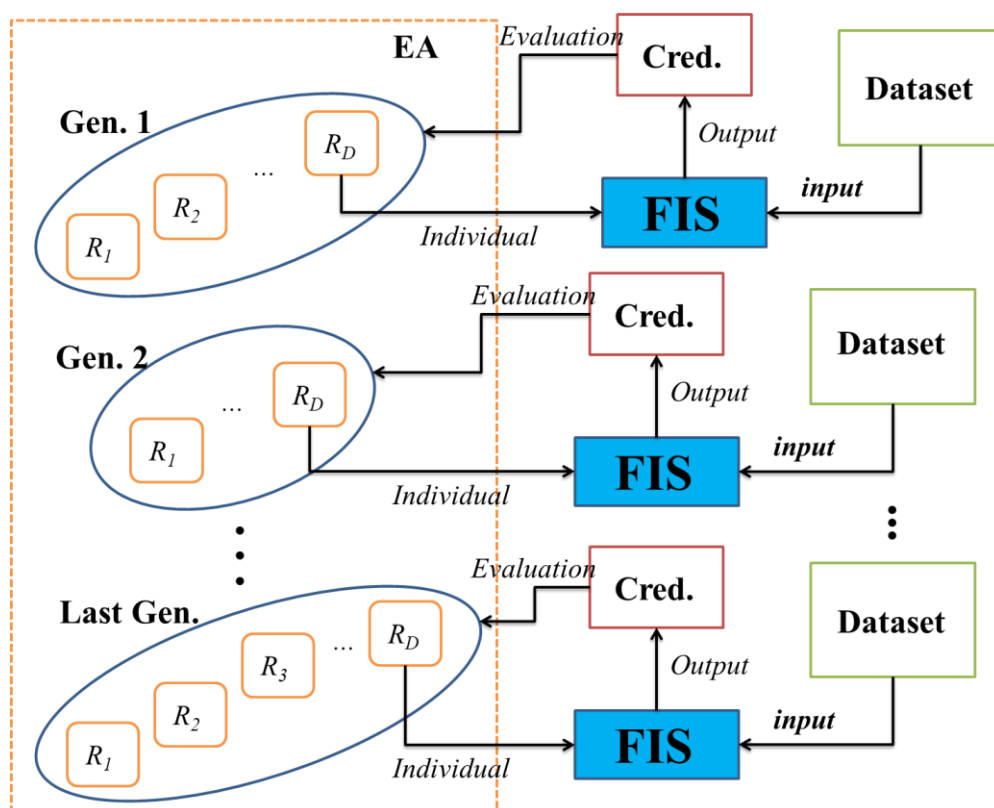 EA
Evaluation
Cred.
Dataset
Gen. 1
R_D
...
Output
R_2
input
FIS
R_1
Individual
Evaluation
Cred.
Dataset
Gen. 2
R_D
...
Output
R_1
input
FIS
Individual
⋮
⋮
Evaluation
Cred.
Dataset
Last Gen.
R_D
...
R_3
Output
R_2
input
FIS
R_1
Individual